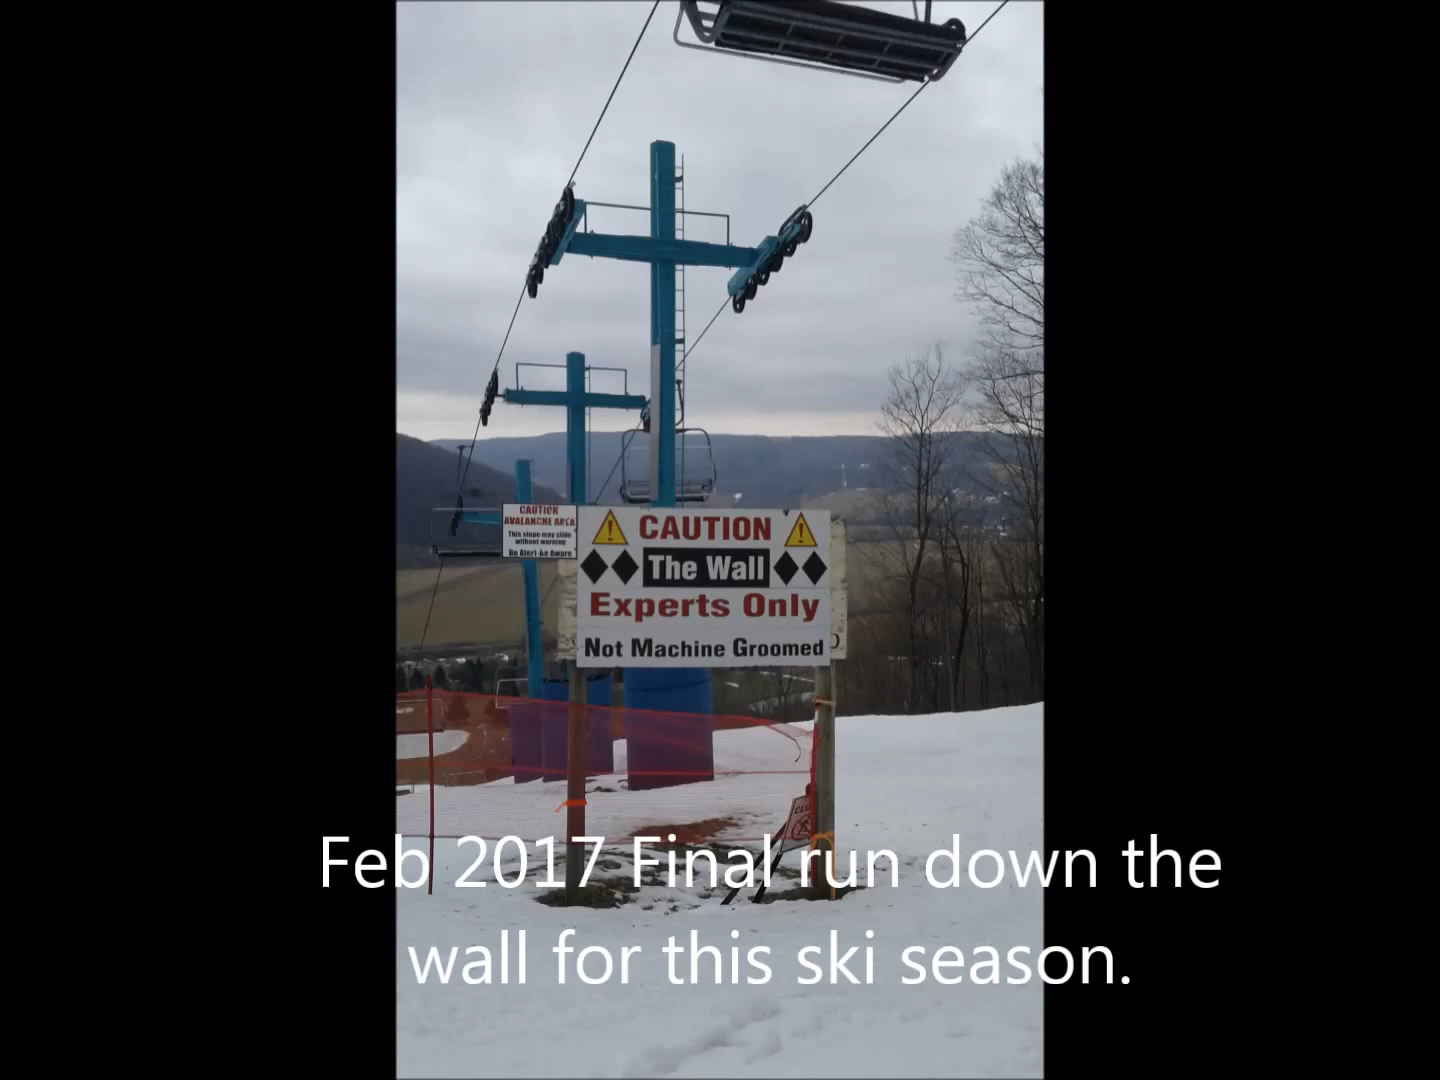 CAUTION
AVALANCHE AREA
This slope may slide
without warning
Be Alert-be Aware
CAUTION
The Wall
Experts Only
Not Machine Groomed
Feb 2017 Final run down the
wall for this ski season.